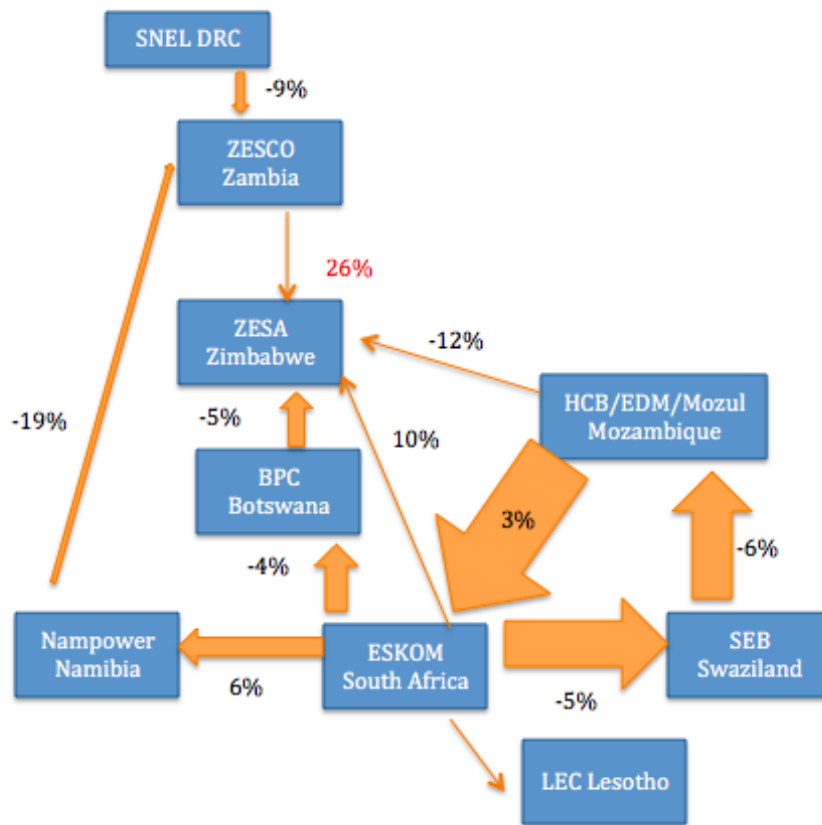 SNEL DRC
-9%
ZESCO
Zambia
26%
ZESA
Zimbabwe
-12%
HCB/EDM/Mozul
Mozambique
-19%
-5%
10%
BPC
Botswana
3%
-4%
-6%
Nampower
Namibia
6%
ESKOM
South Africa
-5%
SEB
Swaziland
LEC Lesotho